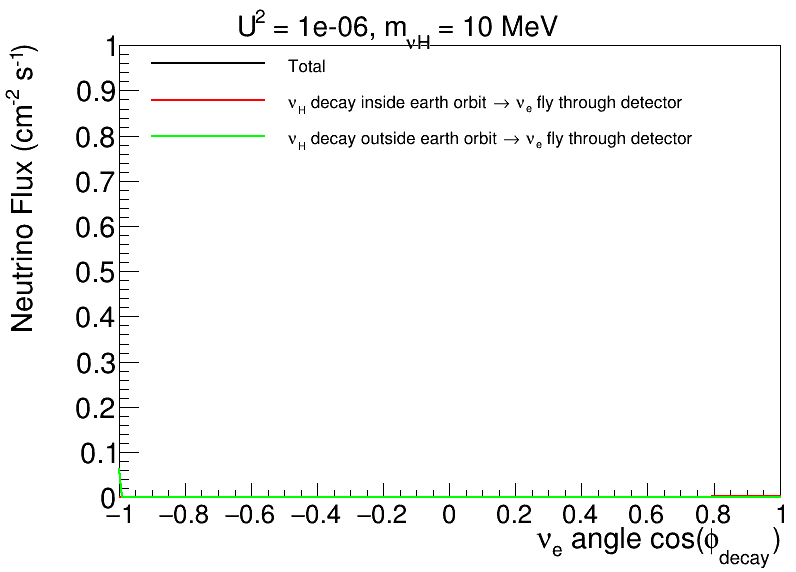 U² = 1e-06, m_νH = 10 MeV
Neutrino Flux (cm⁻² s⁻¹)
Total
ν_H decay inside earth orbit → ν_e fly through detector
ν_H decay outside earth orbit → ν_e fly through detector
1
0.9
0.8
0.7
0.6
0.5
0.4
0.3
0.2
0.1
0
−1 −0.8 −0.6 −0.4 −0.2 0 0.2 0.4 0.6 0.8 1
ν_e angle cos(ϕ_decay)